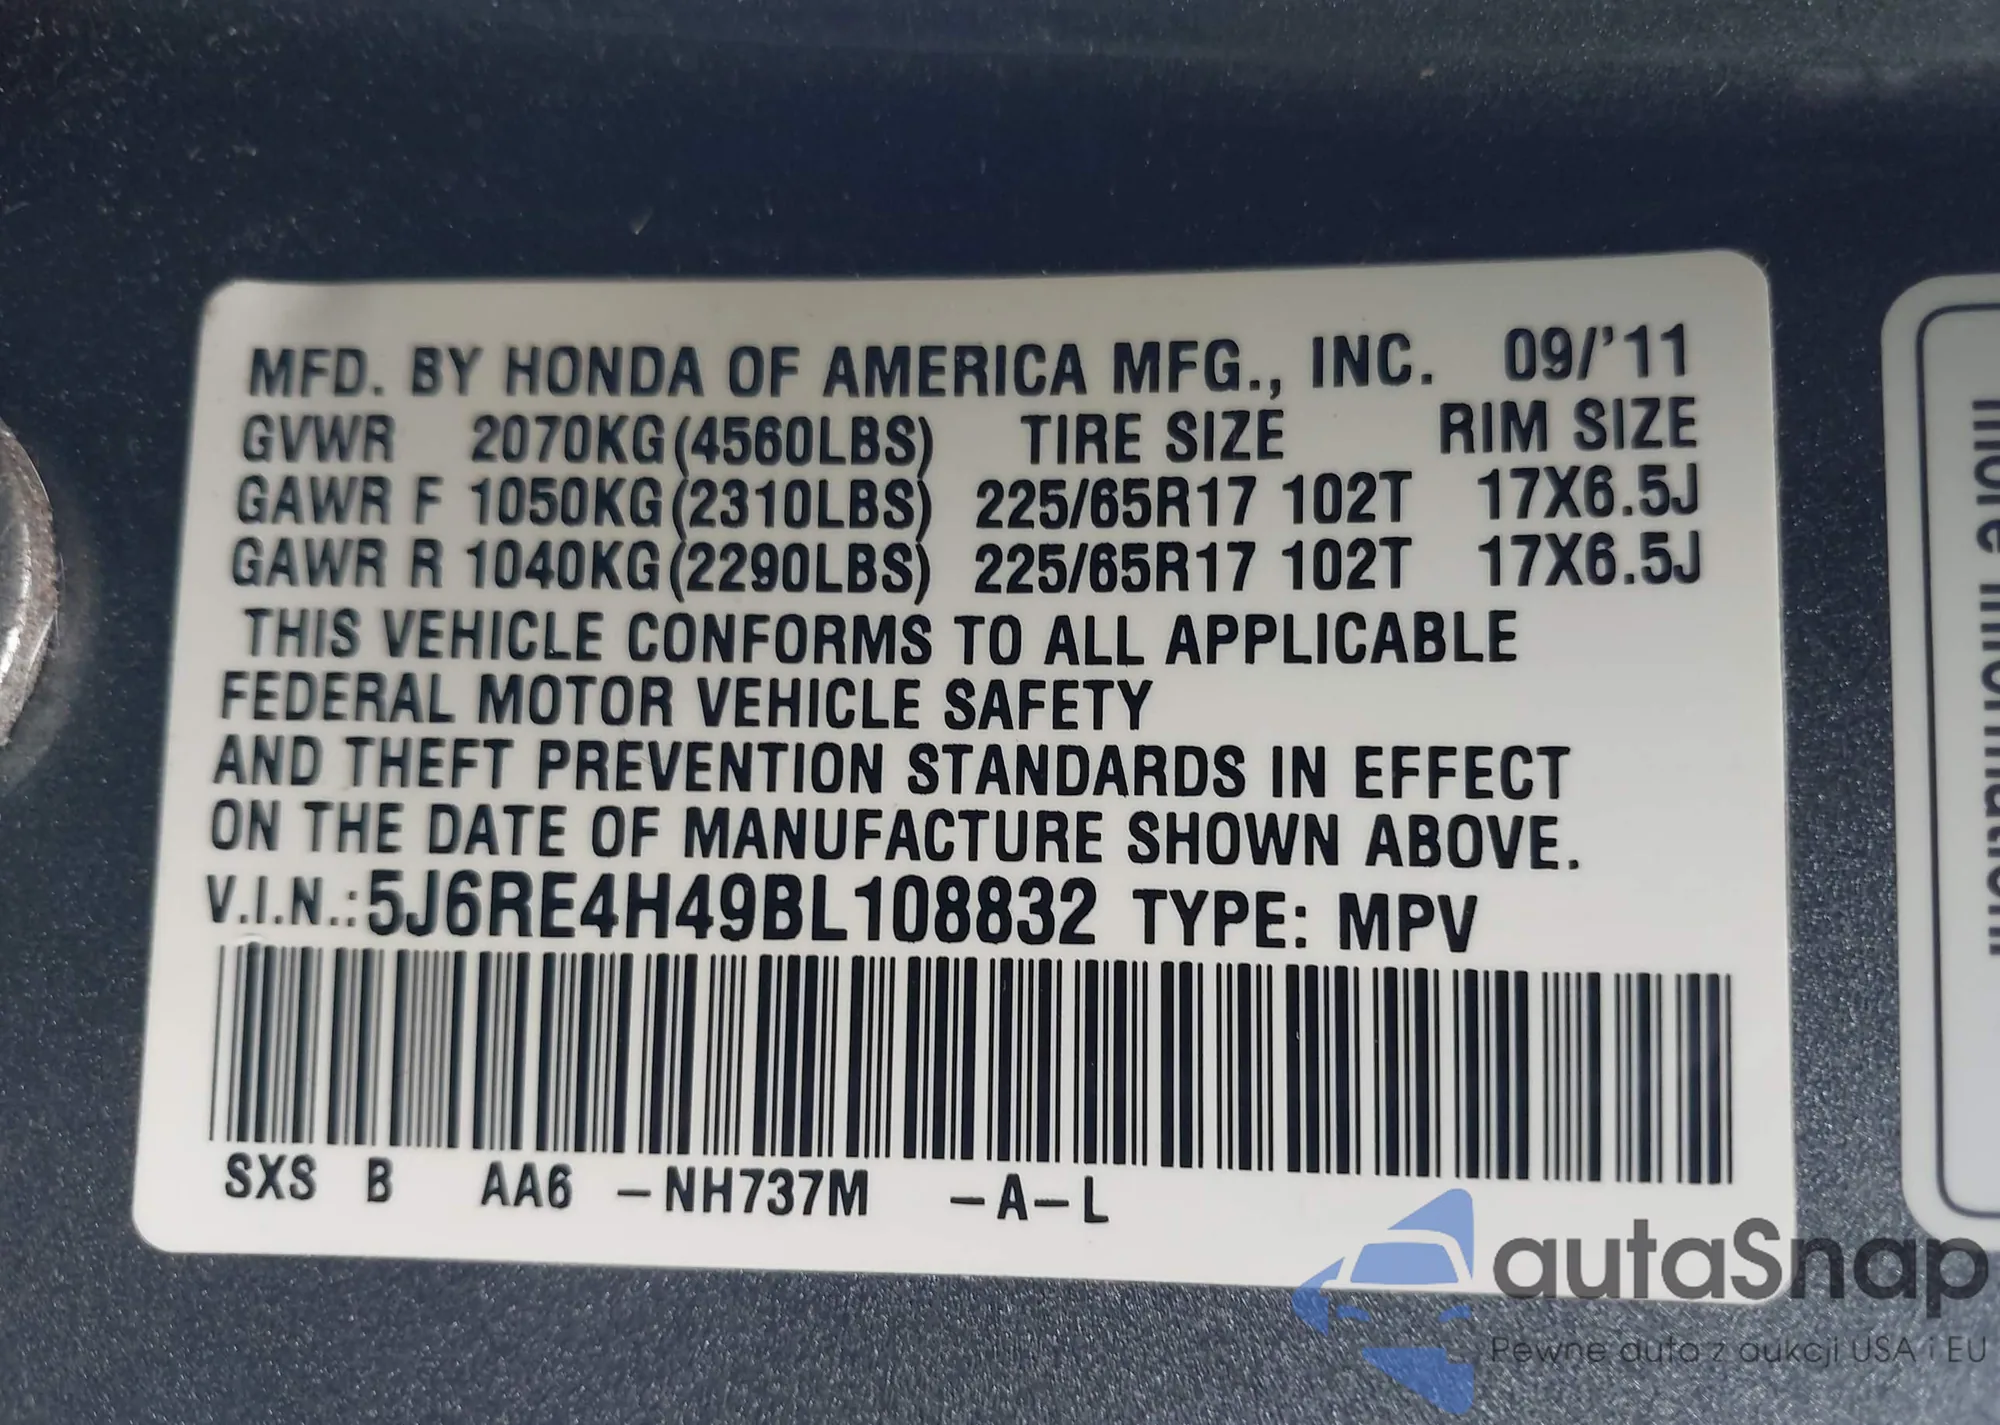 MFD. BY HONDA OF AMERICA MFG., INC. 09/'11
GVWR 2070KG(4560LBS) TIRE SIZE RIM SIZE
GAWR F 1050KG(2310LBS) 225/65R17 102T 17X6.5J
GAWR R 1040KG(2290LBS) 225/65R17 102T 17X6.5J
THIS VEHICLE CONFORMS TO ALL APPLICABLE
FEDERAL MOTOR VEHICLE SAFETY
AND THEFT PREVENTION STANDARDS IN EFFECT
ON THE DATE OF MANUFACTURE SHOWN ABOVE.
V.I.N.:5J6RE4H49BL108832 TYPE: MPV
SXS B AA6 -NH737M -A-L
more information.
autaSnap
Pewne auta z aukcji USA i EU